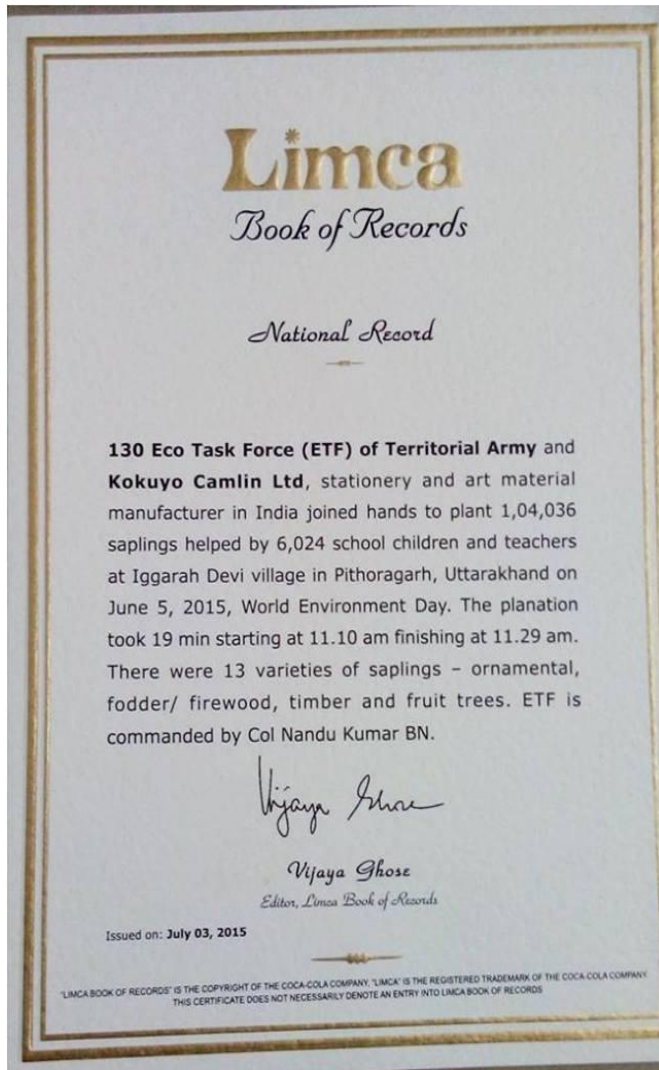 Limca
Book of Records
National Record
130 Eco Task Force (ETF) of Territorial Army and
Kokuyo Camlin Ltd, stationery and art material
manufacturer in India joined hands to plant 1,04,036
saplings helped by 6,024 school children and teachers
at Iggarah Devi village in Pithoragarh, Uttarakhand on
June 5, 2015, World Environment Day. The planation
took 19 min starting at 11.10 am finishing at 11.29 am.
There were 13 varieties of saplings – ornamental,
fodder/ firewood, timber and fruit trees. ETF is
commanded by Col Nandu Kumar BN.
Vijaya Ghose
Vijaya Ghose
Editor, Limca Book of Records
Issued on: July 03, 2015
"LIMCA BOOK OF RECORDS" IS THE COPYRIGHT OF THE COCA-COLA COMPANY. "LIMCA" IS THE REGISTERED TRADEMARK OF THE COCA-COLA COMPANY
THIS CERTIFICATE DOES NOT NECESSARILY DENOTE AN ENTRY INTO LIMCA BOOK OF RECORDS